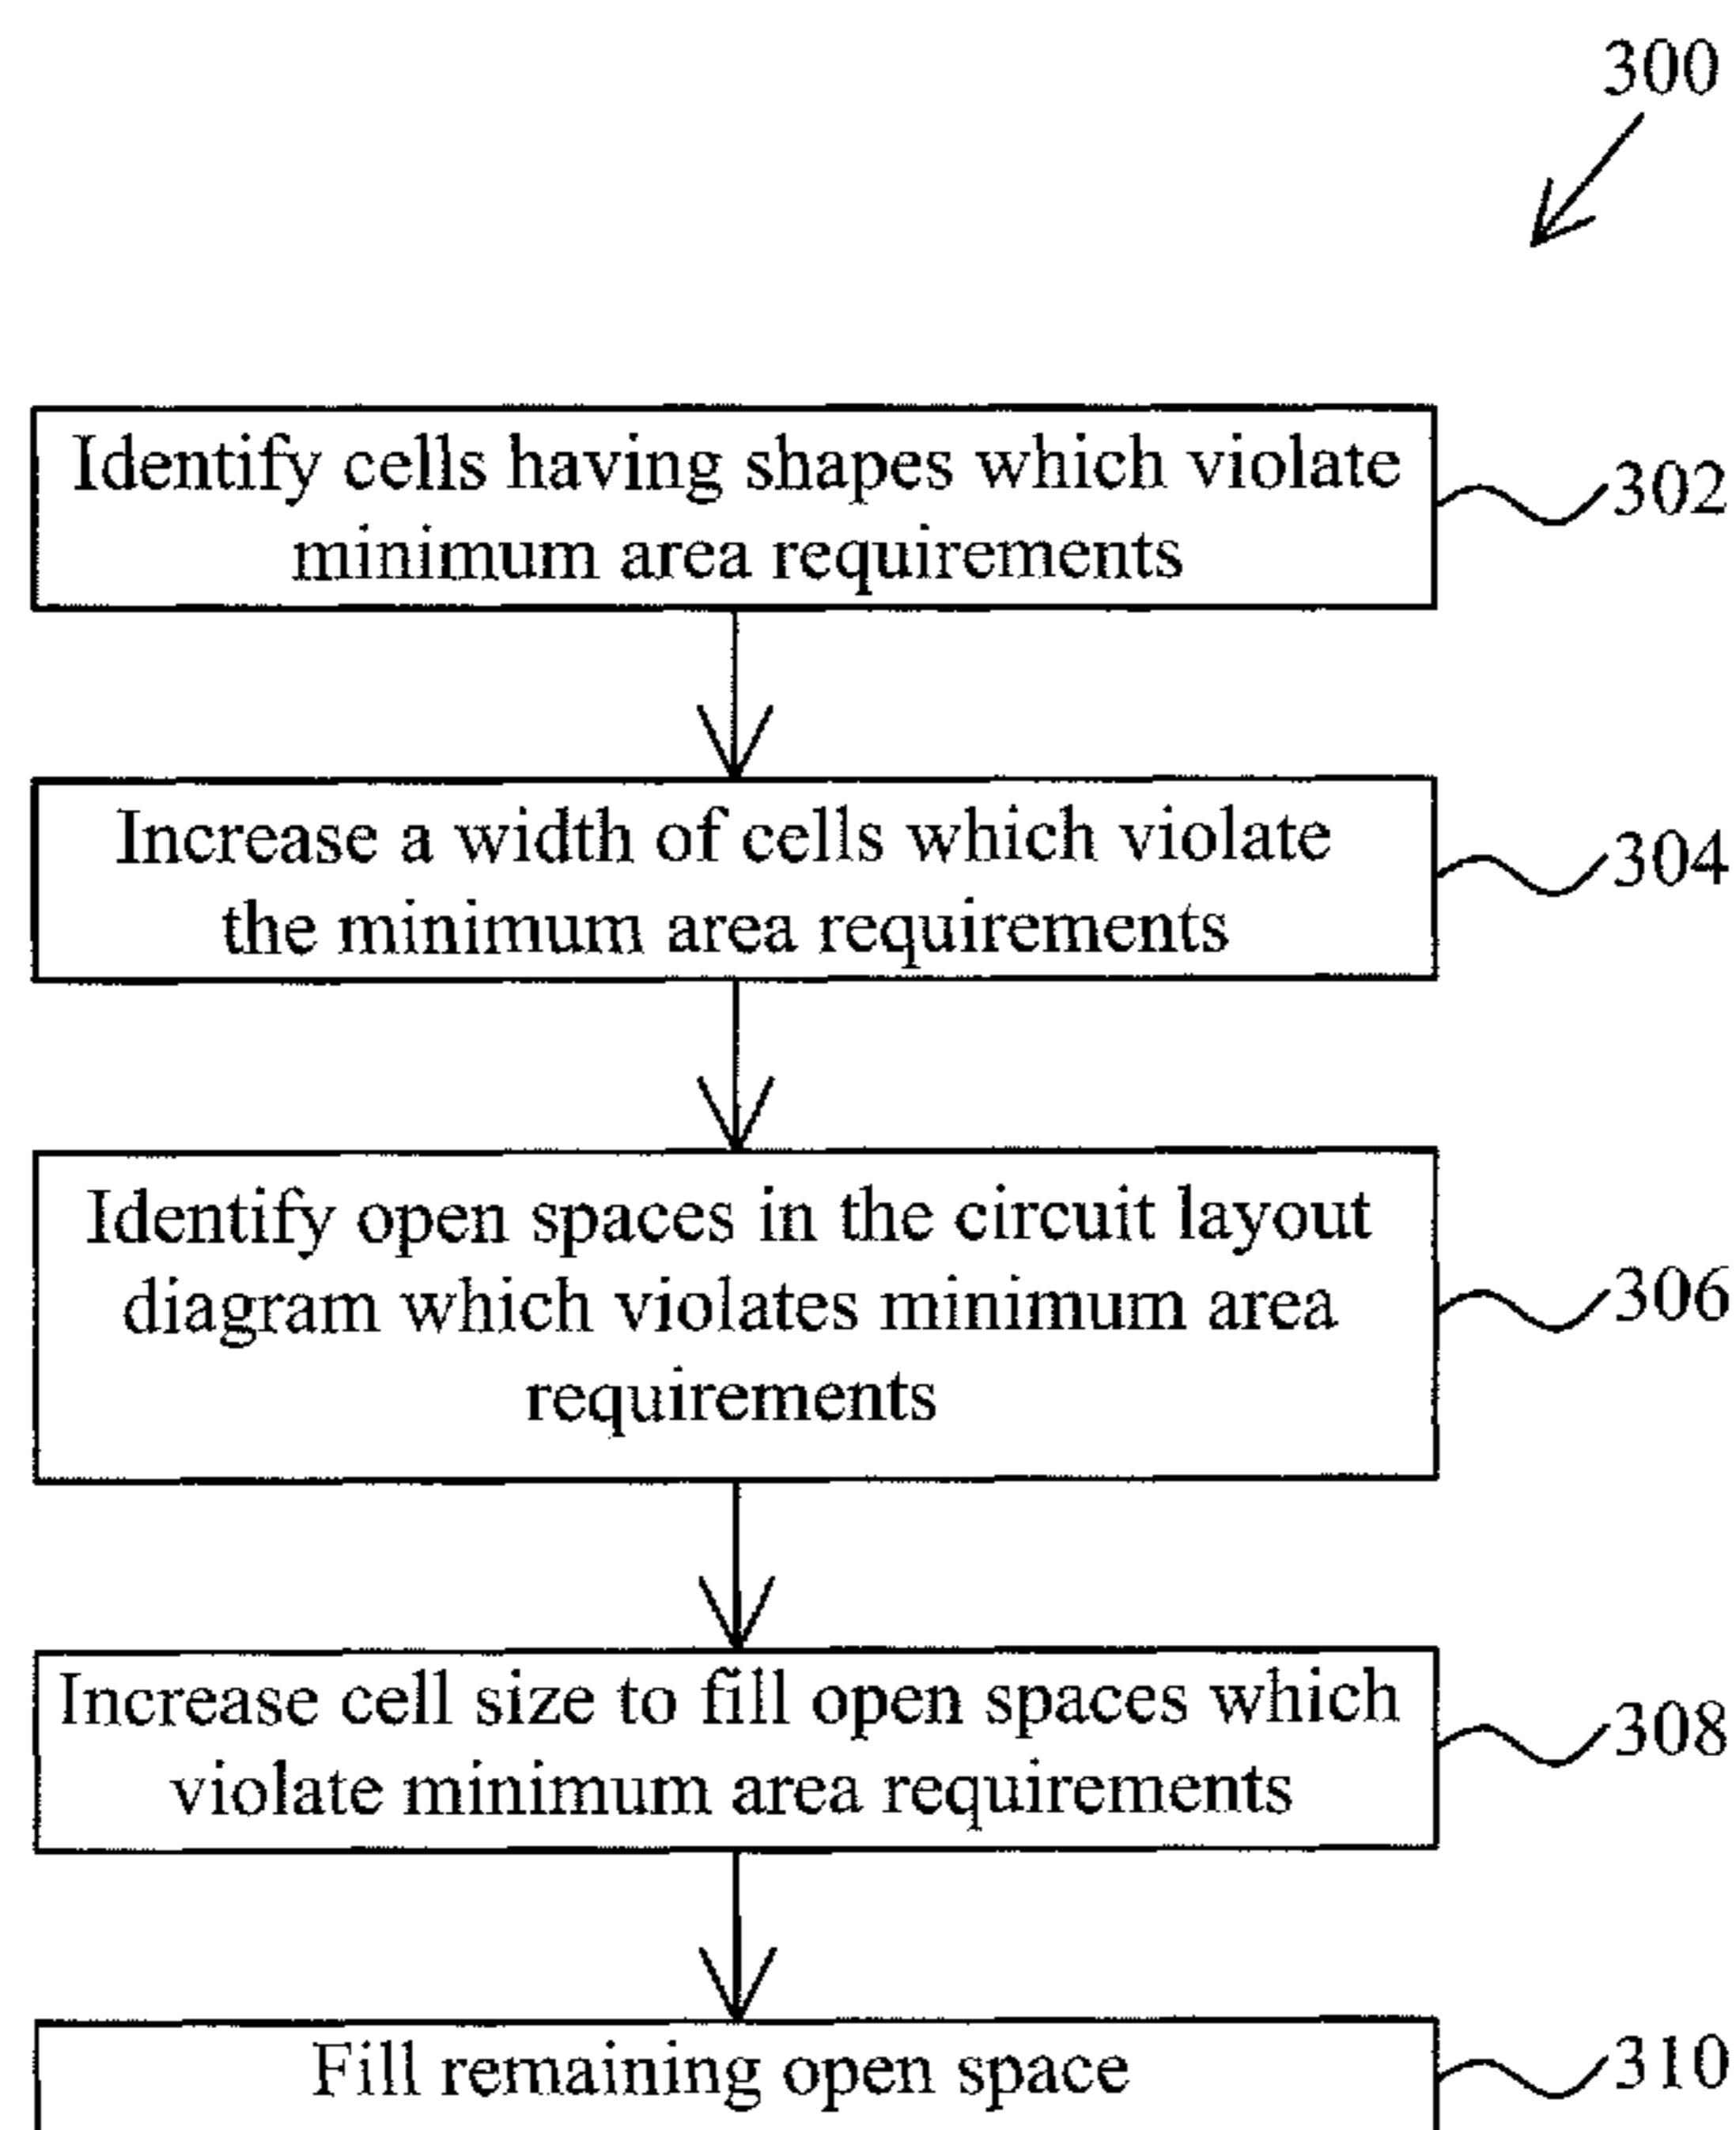 300
Identify cells having shapes which violate
minimum area requirements
302
Increase a width of cells which violate
the minimum area requirements
304
Identify open spaces in the circuit layout
diagram which violates minimum area
requirements
306
Increase cell size to fill open spaces which
violate minimum area requirements
308
Fill remaining open space
310